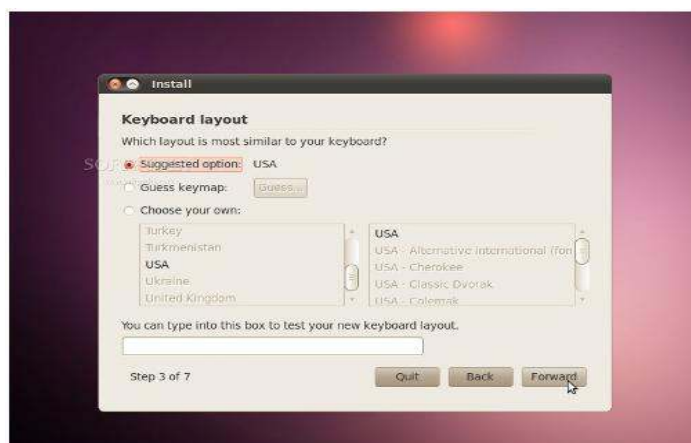 Install
Keyboard layout
Which layout is most similar to your keyboard?
Suggested option: USA
Guess keymap: Guess...
Choose your own:
Turkey
Turkmenistan
USA
Ukraine
United Kingdom
USA
USA - Alternative international (fon
USA - Cherokee
USA - Classic Dvorak
USA - Colemak
You can type into this box to test your new keyboard layout.
Step 3 of 7 Quit Back Forward